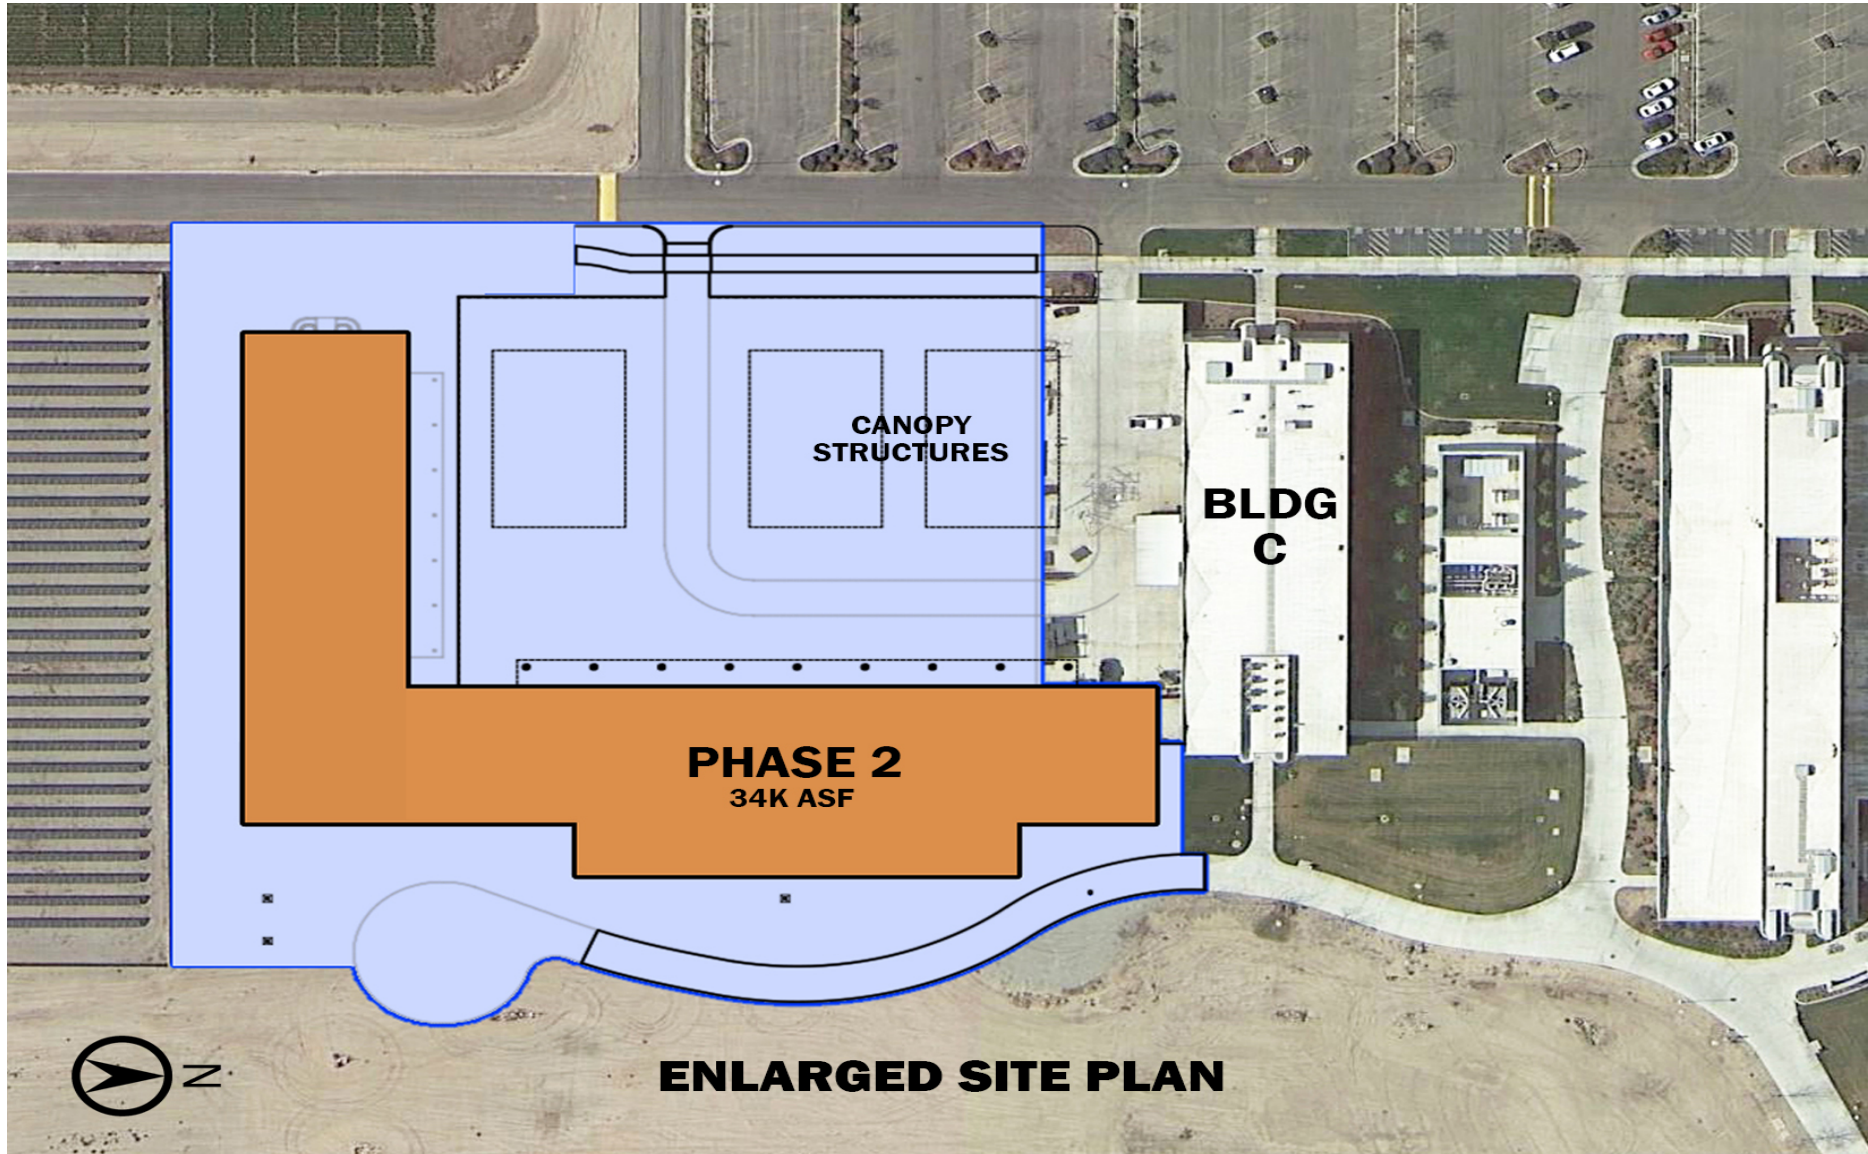 CANOPY
STRUCTURES
BLDG
C
PHASE 2
34K ASF
N
ENLARGED SITE PLAN